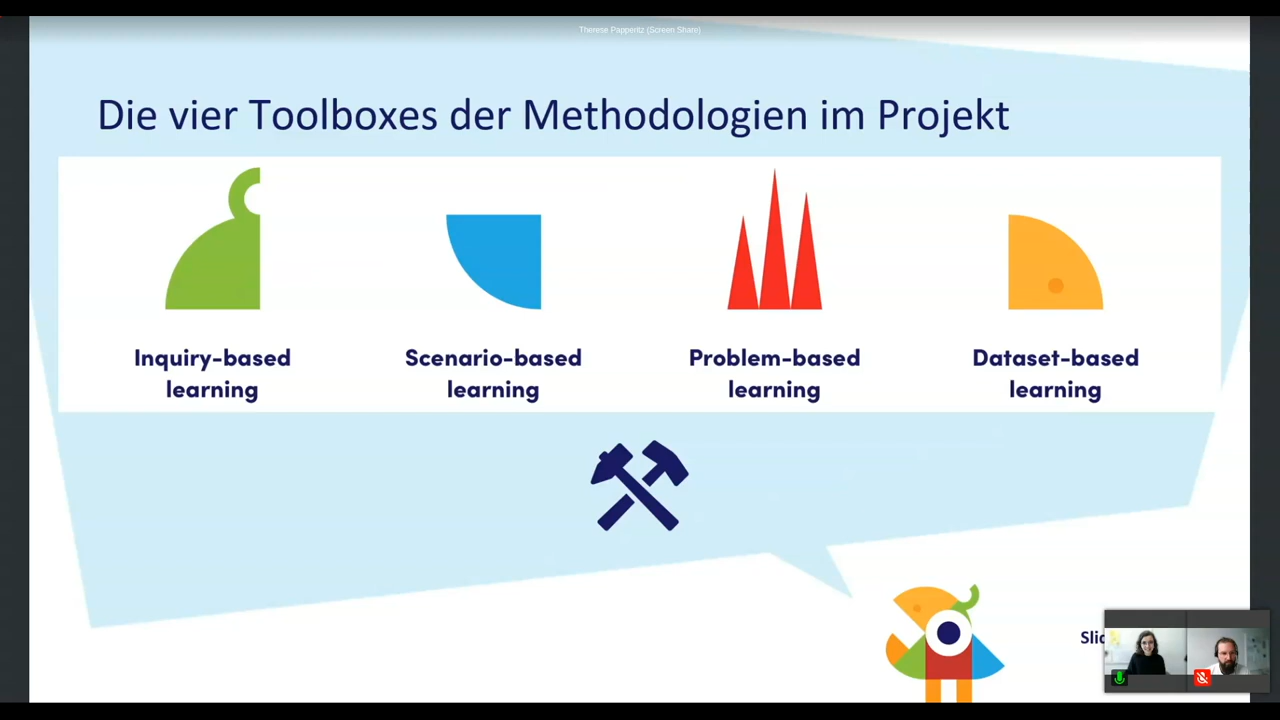 Therese Papperitz (Screen Share)
Die vier Toolboxes der Methodologien im Projekt
Inquiry-based
learning
Scenario-based
learning
Problem-based
learning
Dataset-based
learning